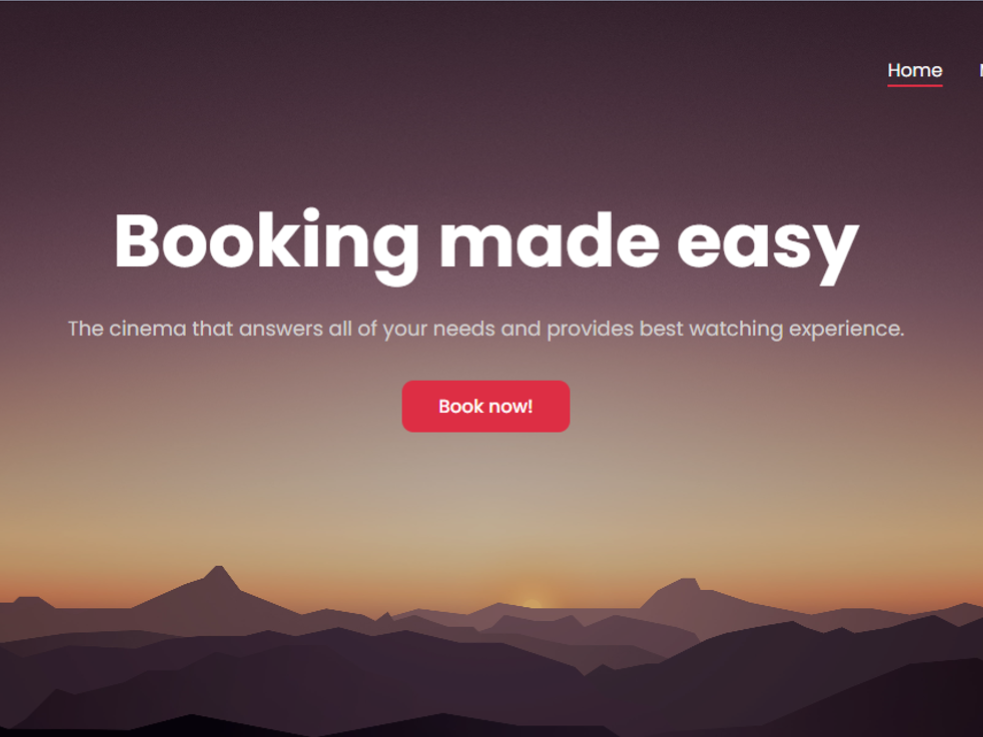 Home
Booking made easy
The cinema that answers all of your needs and provides best watching experience.
Book now!